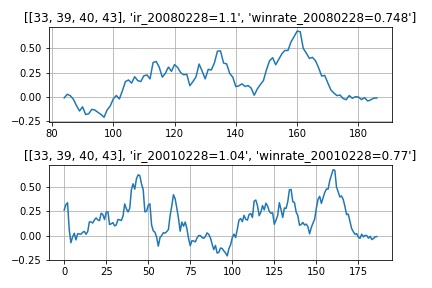 [[33, 39, 40, 43], 'ir_20080228=1.1', 'winrate_20080228=0.748']
0.50
0.25
0.00
−0.25
80 100 120 140 160 180
[[33, 39, 40, 43], 'ir_20010228=1.04', 'winrate_20010228=0.77']
0.50
0.25
0.00
−0.25
0 25 50 75 100 125 150 175